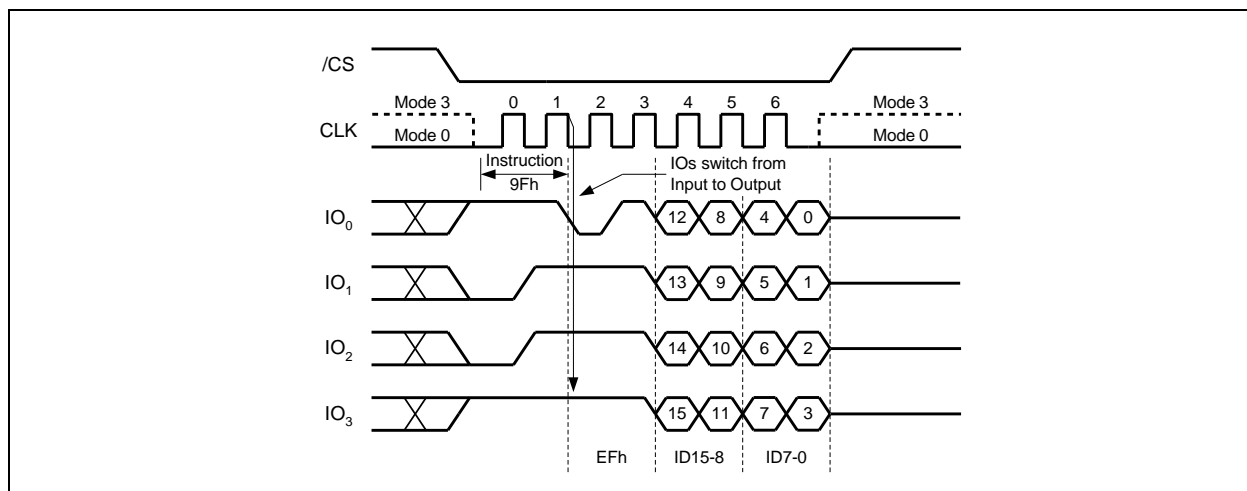 /CS
Mode 3 0 1 2 3 4 5 6 Mode 3
CLK
Mode 0 Mode 0
Instruction IOs switch from
9Fh Input to Output
IO0 12 8 4 0
IO1 13 9 5 1
IO2 14 10 6 2
IO3 15 11 7 3
EFh ID15-8 ID7-0